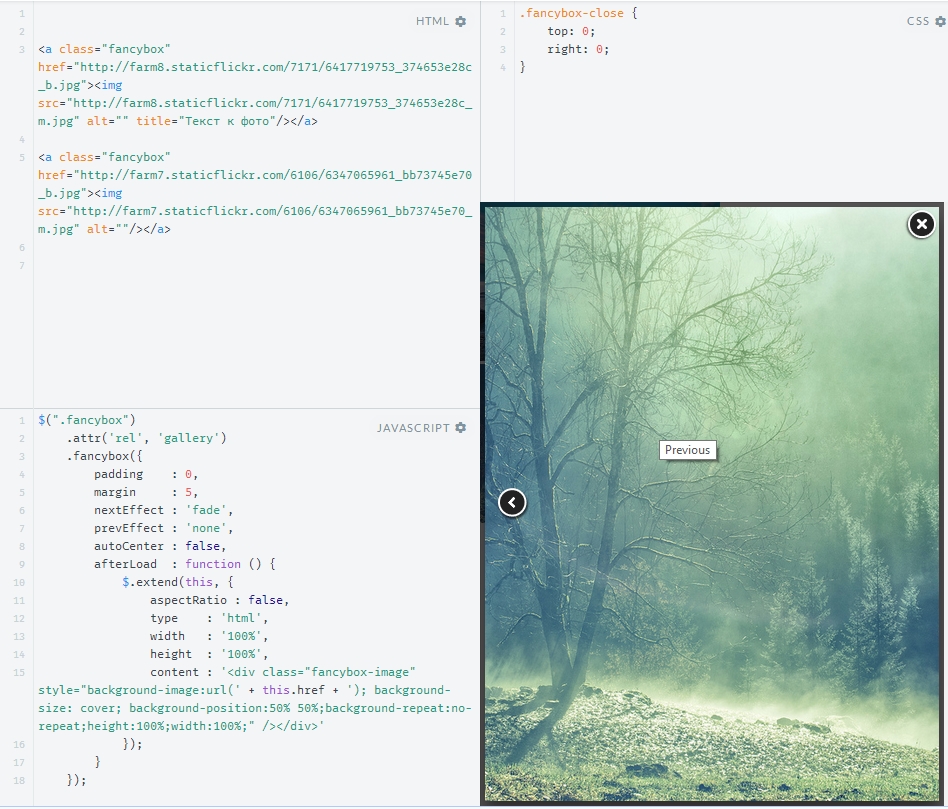 HTML
1
2
3 <a class="fancybox"
href="http://farm8.staticflickr.com/7171/6417719753_374653e28c
_b.jpg"><img
src="http://farm8.staticflickr.com/7171/6417719753_374653e28c_
m.jpg" alt="" title="Текст к фото"/></a>
4
5 <a class="fancybox"
href="http://farm7.staticflickr.com/6106/6347065961_bb73745e70
_b.jpg"><img
src="http://farm7.staticflickr.com/6106/6347065961_bb73745e70_
m.jpg" alt=""/></a>
6
7
CSS
1 .fancybox-close {
2     top: 0;
3     right: 0;
4 }
JAVASCRIPT
1 $(".fancybox")
2     .attr('rel', 'gallery')
3     .fancybox({
4         padding    : 0,
5         margin     : 5,
6         nextEffect : 'fade',
7         prevEffect : 'none',
8         autoCenter : false,
9         afterLoad  : function () {
10             $.extend(this, {
11                 aspectRatio : false,
12                 type    : 'html',
13                 width   : '100%',
14                 height  : '100%',
15                 content : '<div class="fancybox-image"
style="background-image:url(' + this.href + '); background-
size: cover; background-position:50% 50%;background-repeat:no-
repeat;height:100%;width:100%;" /></div>'
16             });
17         }
18     });
Previous